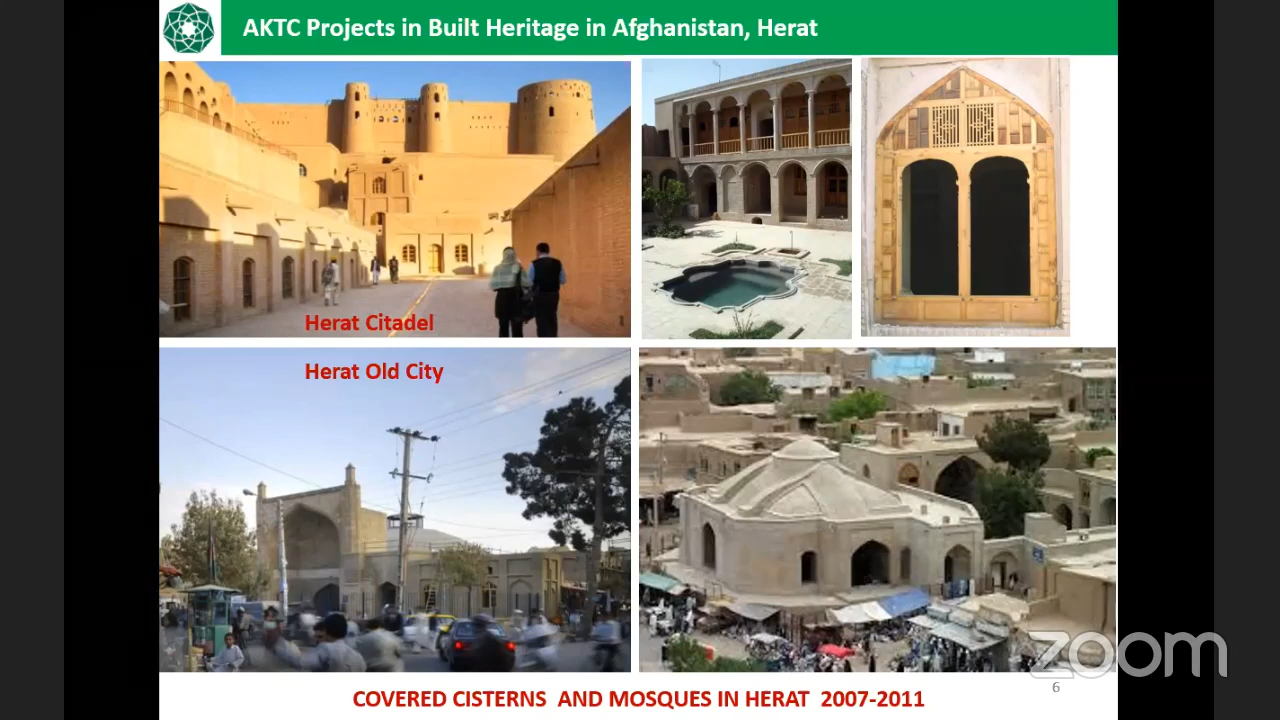 AKTC Projects in Built Heritage in Afghanistan, Herat
Herat Citadel
Herat Old City
zoom
6
COVERED CISTERNS AND MOSQUES IN HERAT 2007-2011